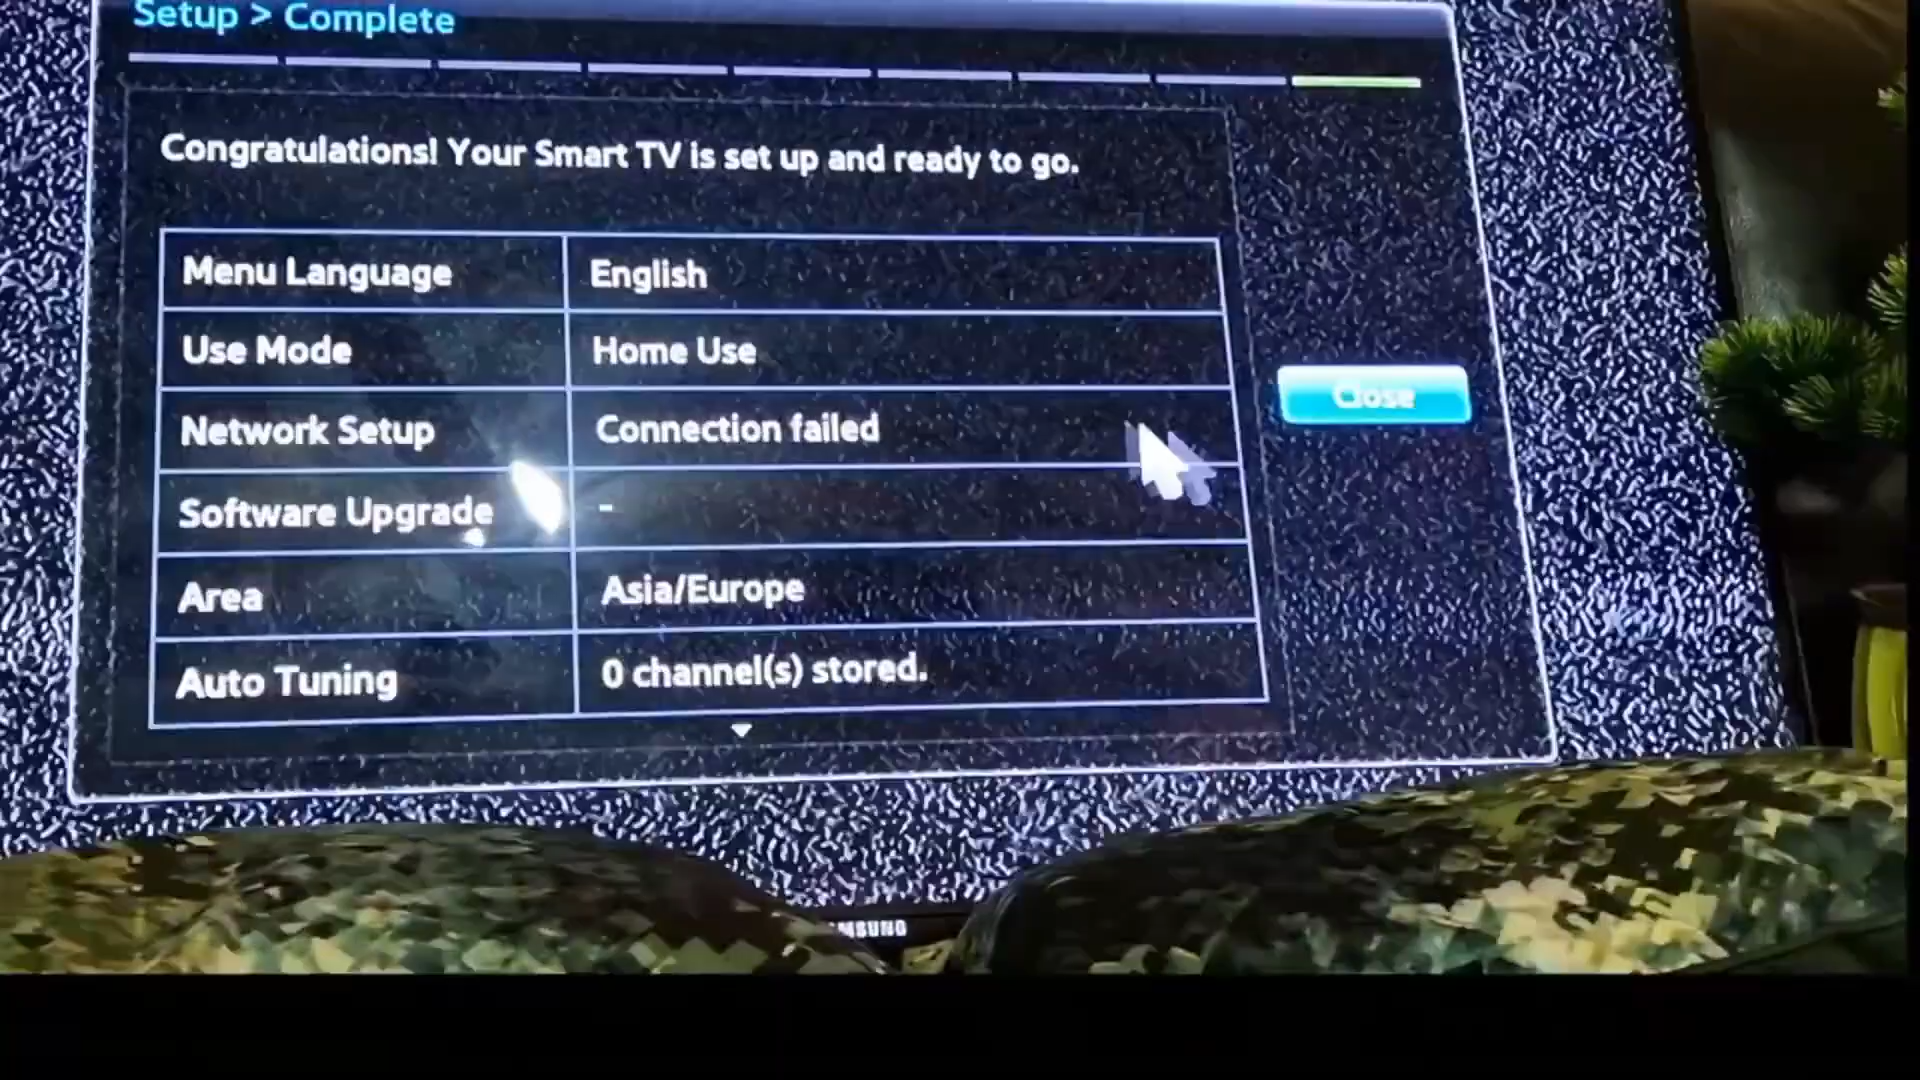 Setup > Complete
Congratulations! Your Smart TV is set up and ready to go.
Menu Language English
Use Mode Home Use
Network Setup Connection failed
Software Upgrade -
Area Asia/Europe
Auto Tuning 0 channel(s) stored.
Close